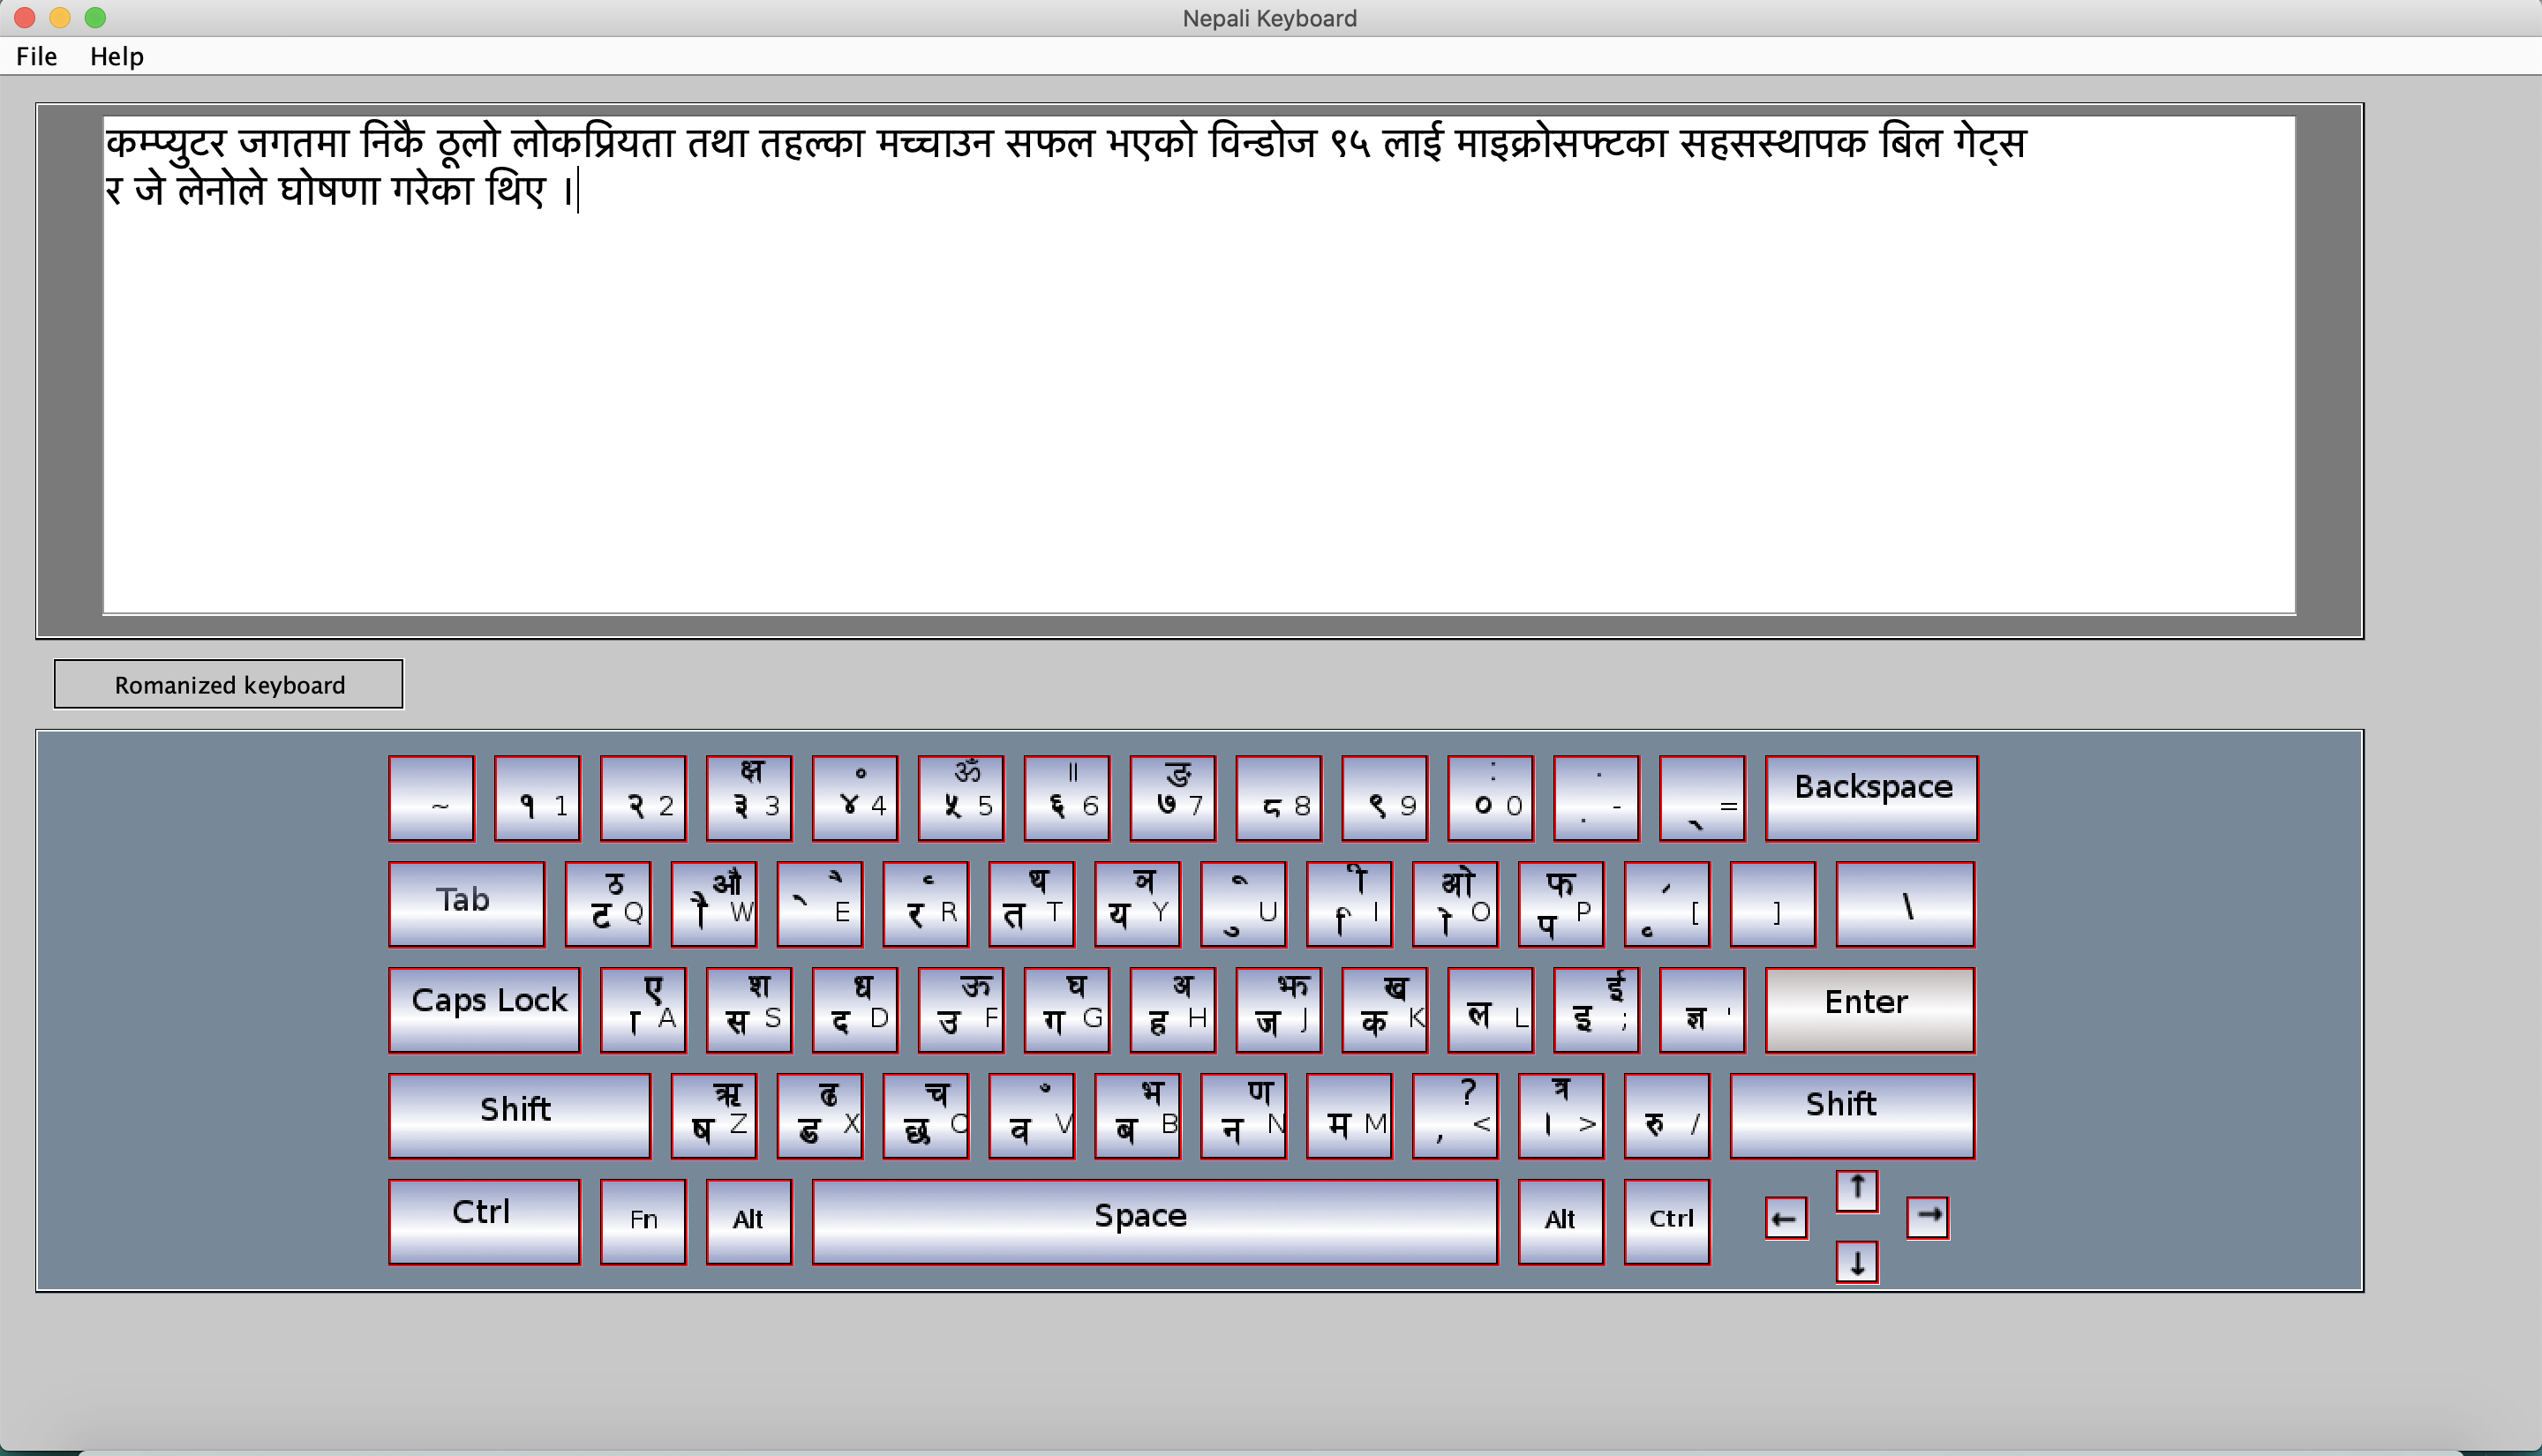 Nepali Keyboard
File Help
कम्प्युटर जगतमा निकै ठूलो लोकप्रियता तथा तहल्का मच्चाउन सफल भएको विन्डोज ९५ लाई माइक्रोसफ्टका सहसस्थापक बिल गेट्स
र जे लेनोले घोषणा गरेका थिए ।
Romanized keyboard
~ १ 1 २ 2 क्ष ३ 3 ० ४ 4 ॐ ५ 5 ॥ ६ 6 ङ ७ 7 ८ 8 ९ 9 : ० 0 . . - ् = Backspace
Tab ठ ट Q औ ौ W ै े E ृ र R थ त T ञ य Y ू ु U ी ि I ओ ो O फ प P ृ [ ] \
Caps Lock ए ा A श स S ध द D ऊ उ F घ ग G अ ह H झ ज J ख क K ल L ई इ ; ज्ञ ' Enter
Shift ऋ ष Z ढ ड X च छ C ँ व V भ ब B ण न N म M ? , < त्र । > रु / Shift
Ctrl Fn Alt Space Alt Ctrl ← ↑ ↓ →